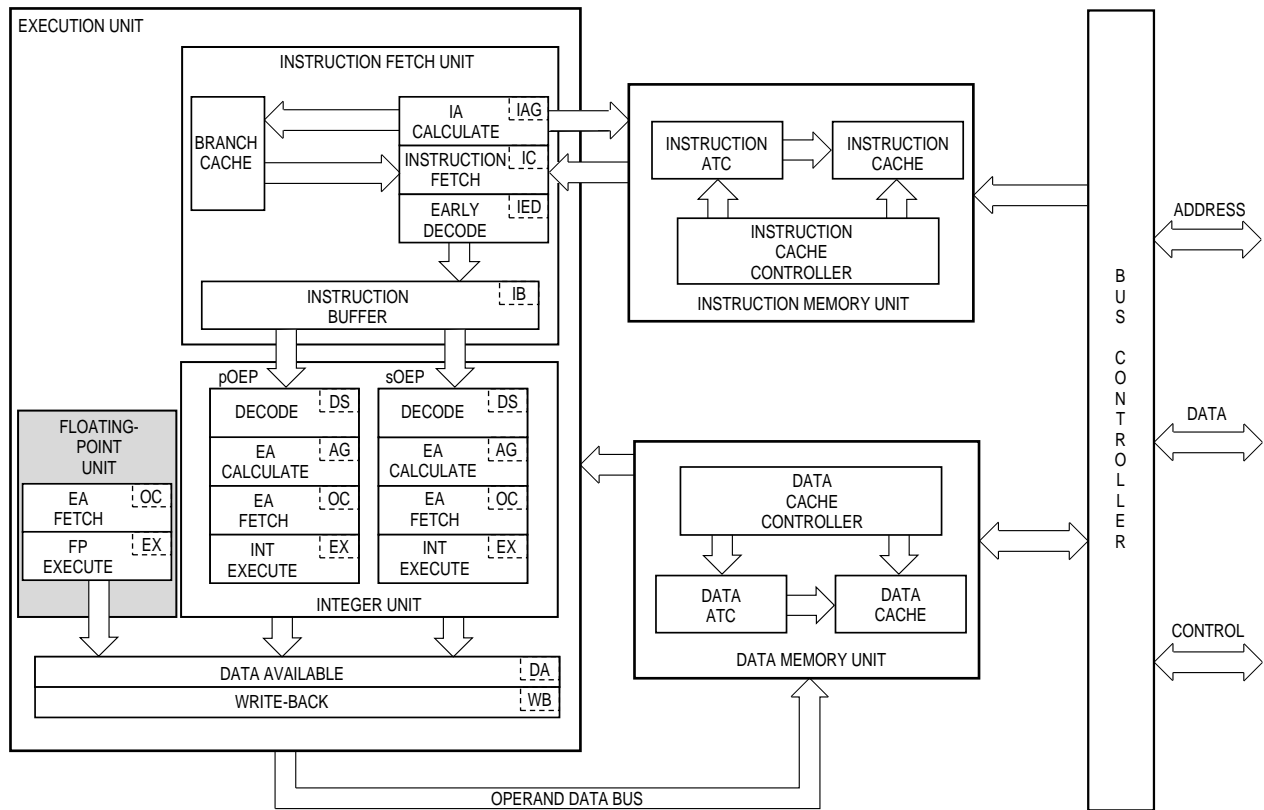 EXECUTION UNIT
INSTRUCTION FETCH UNIT
BRANCH
CACHE
IA
CALCULATE
IAG
INSTRUCTION
FETCH
IC
EARLY
DECODE
IED
INSTRUCTION
BUFFER
IB
pOEP
sOEP
DECODE
DS
EA
CALCULATE
AG
EA
FETCH
OC
INT
EXECUTE
EX
DECODE
DS
EA
CALCULATE
AG
EA
FETCH
OC
INT
EXECUTE
EX
INTEGER UNIT
FLOATING-
POINT
UNIT
EA
FETCH
OC
FP
EXECUTE
EX
DATA AVAILABLE
DA
WRITE-BACK
WB
INSTRUCTION
ATC
INSTRUCTION
CACHE
INSTRUCTION
CACHE
CONTROLLER
INSTRUCTION MEMORY UNIT
DATA
CACHE
CONTROLLER
DATA
ATC
DATA
CACHE
DATA MEMORY UNIT
OPERAND DATA BUS
BUS CONTROLLER
ADDRESS
DATA
CONTROL